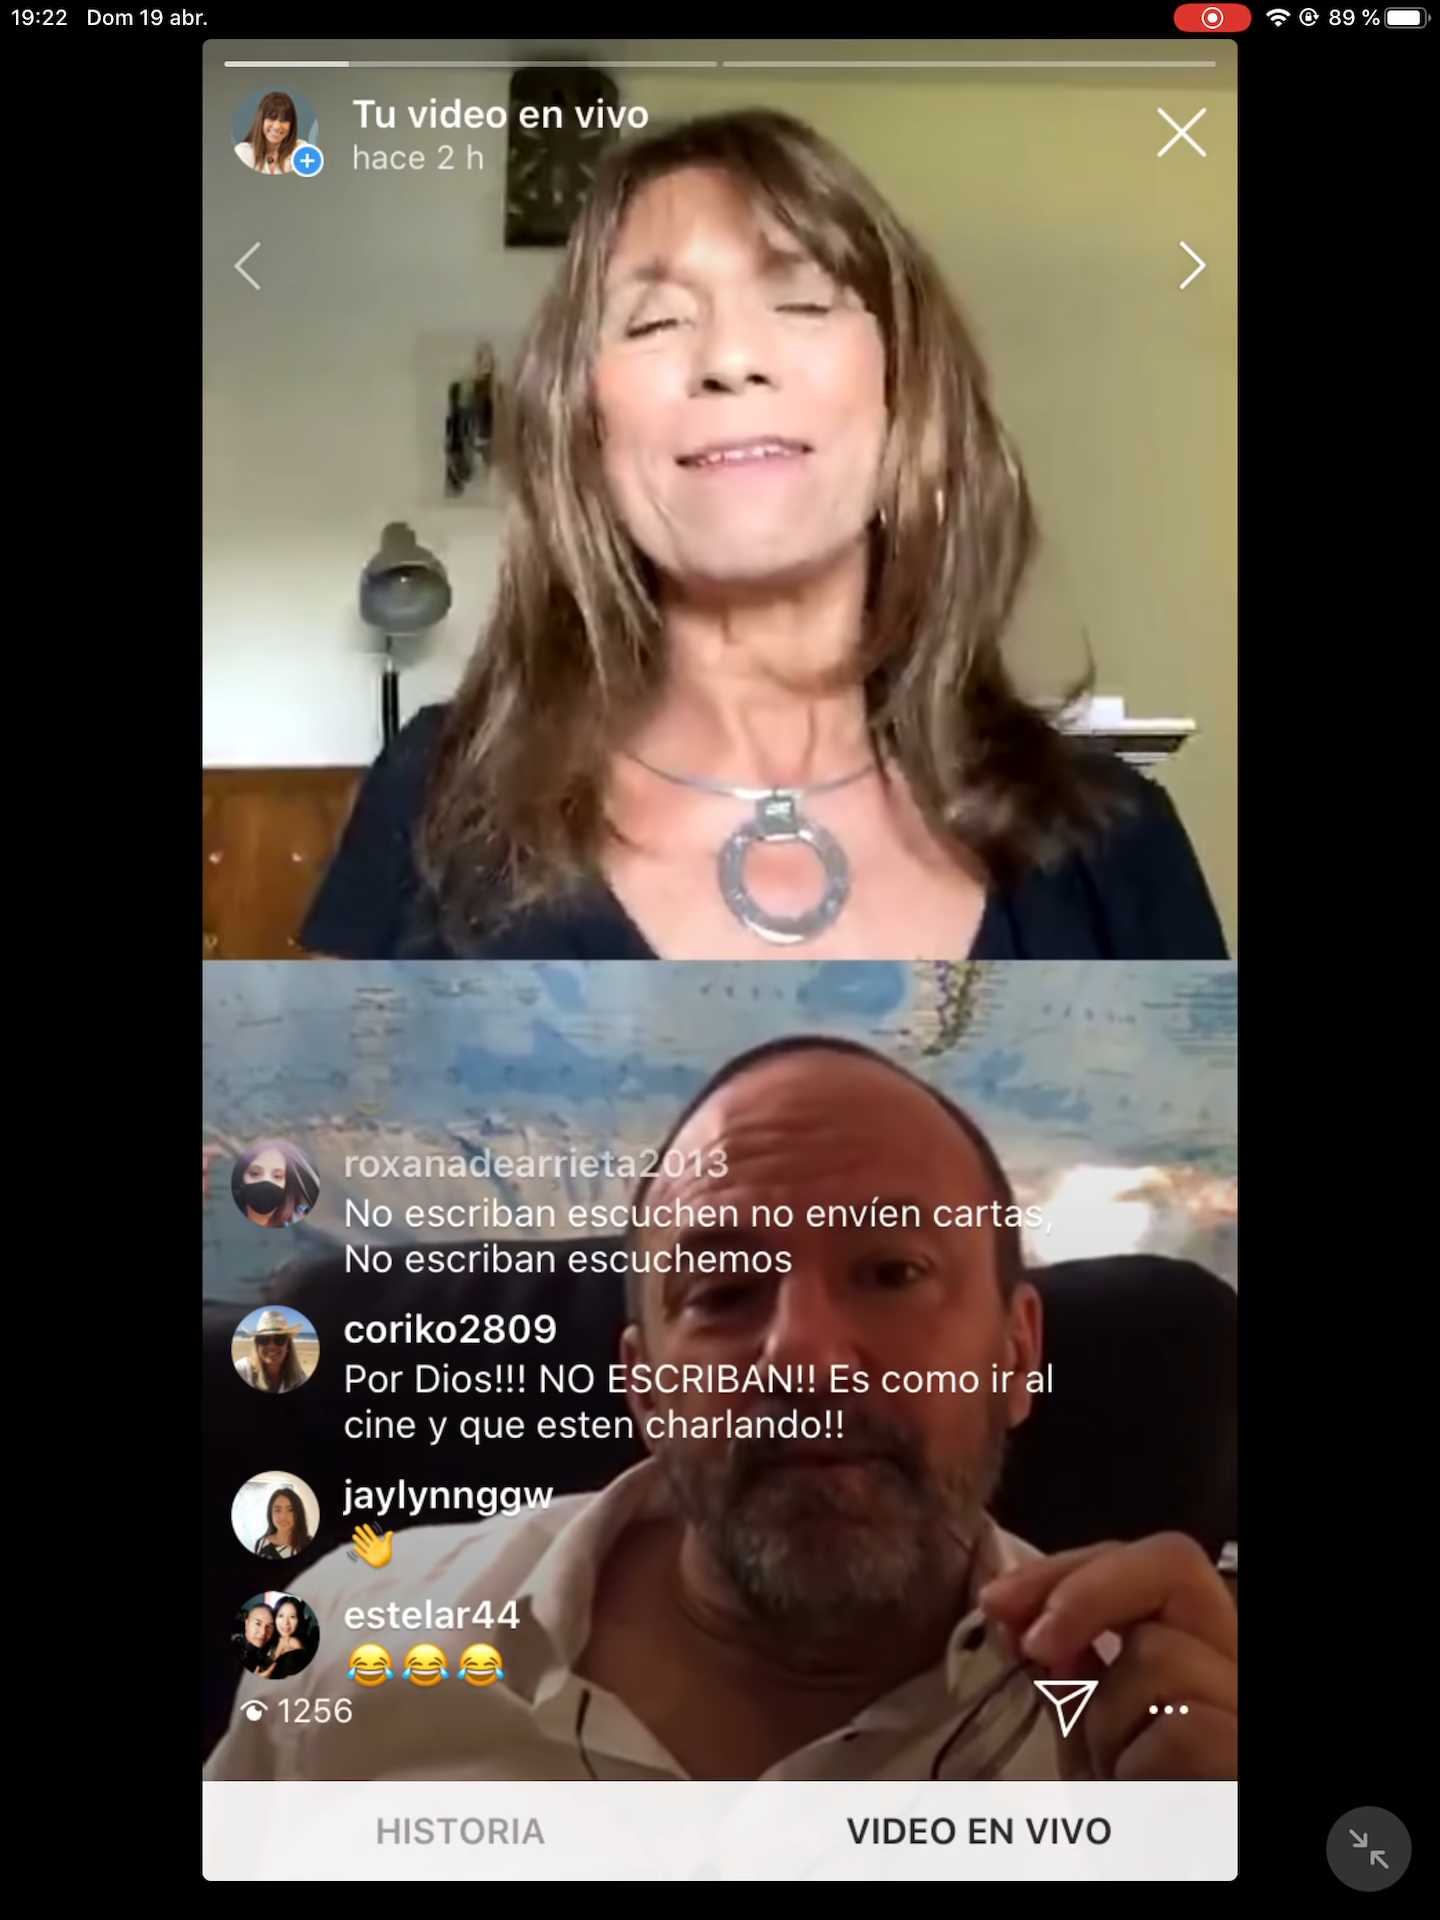 19:22 Dom 19 abr.
89 %
Tu video en vivo
hace 2 h
roxanadearrieta2013
No escriban escuchen no envíen cartas,
No escriban escuchemos
coriko2809
Por Dios!!! NO ESCRIBAN!! Es como ir al
cine y que esten charlando!!
jaylynnggw
👋
estelar44
😂😂😂
1256
HISTORIA
VIDEO EN VIVO